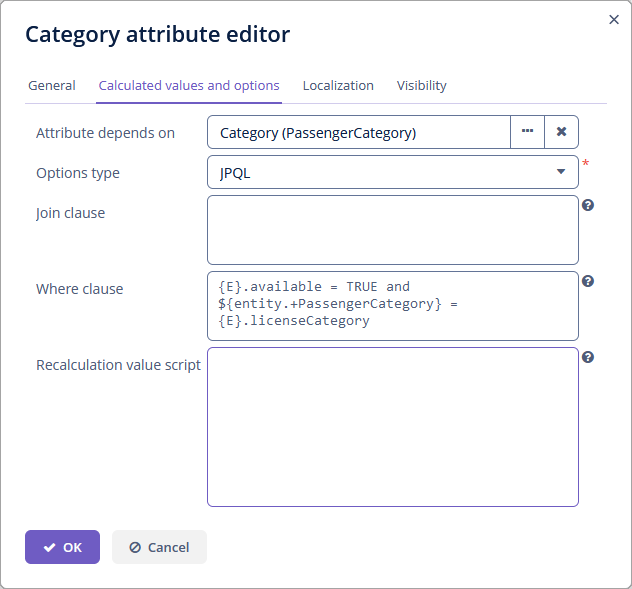 Category attribute editor
General
Calculated values and options
Localization
Visibility
Attribute depends on
Category (PassengerCategory)
Options type
JPQL
*
Join clause
Where clause
{E}.available = TRUE and
${entity.+PassengerCategory} =
{E}.licenseCategory
Recalculation value script
OK
Cancel